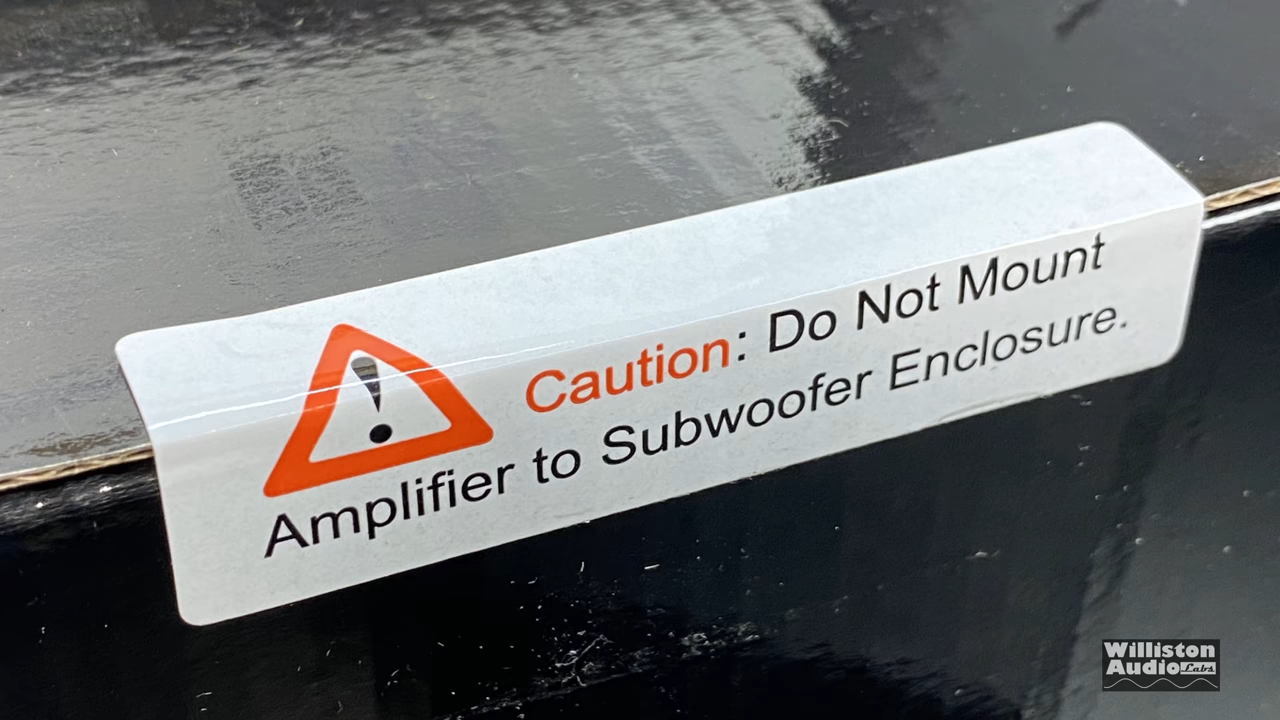 Caution: Do Not Mount
Amplifier to Subwoofer Enclosure.
Williston
Audio Labs